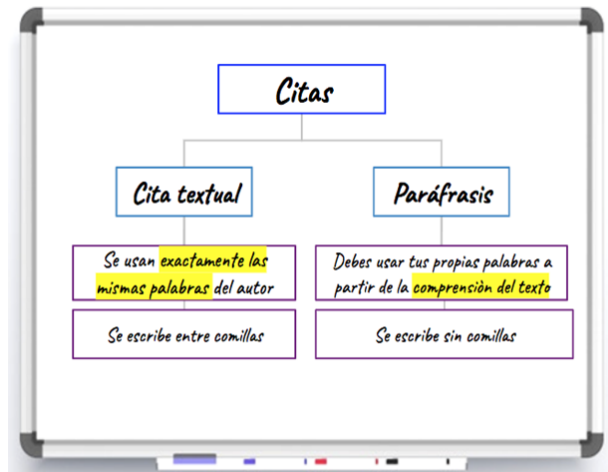 Citas
Cita textual
Paráfrasis
Se usan exactamente las
mismas palabras del autor
Debes usar tus propias palabras a
partir de la comprensiòn del texto
Se escribe entre comillas
Se escribe sin comillas